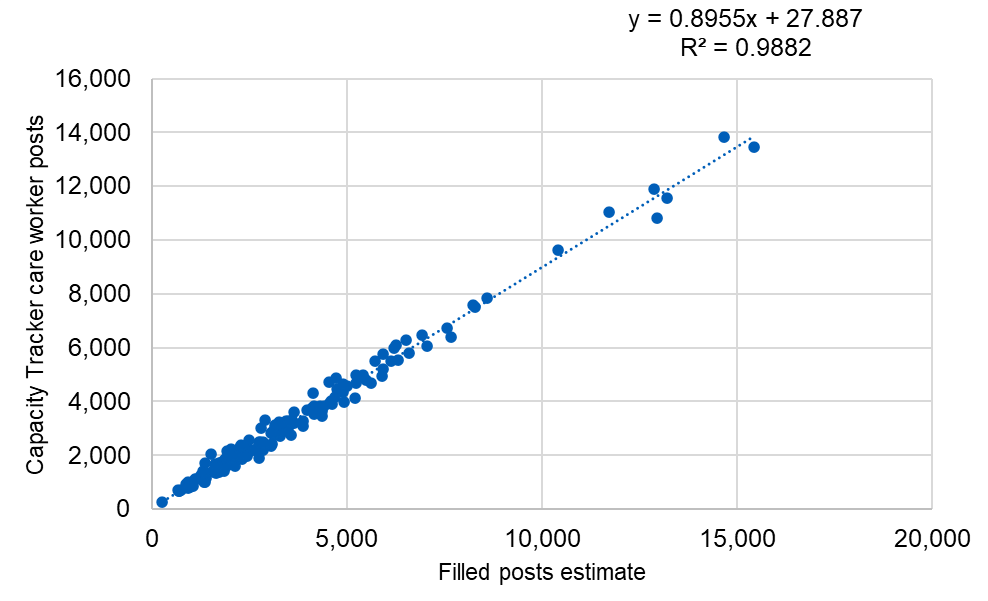 y = 0.8955x + 27.887
R² = 0.9882
16,000
14,000
12,000
10,000
8,000
6,000
4,000
2,000
0
Capacity Tracker care worker posts
0 5,000 10,000 15,000 20,000
Filled posts estimate